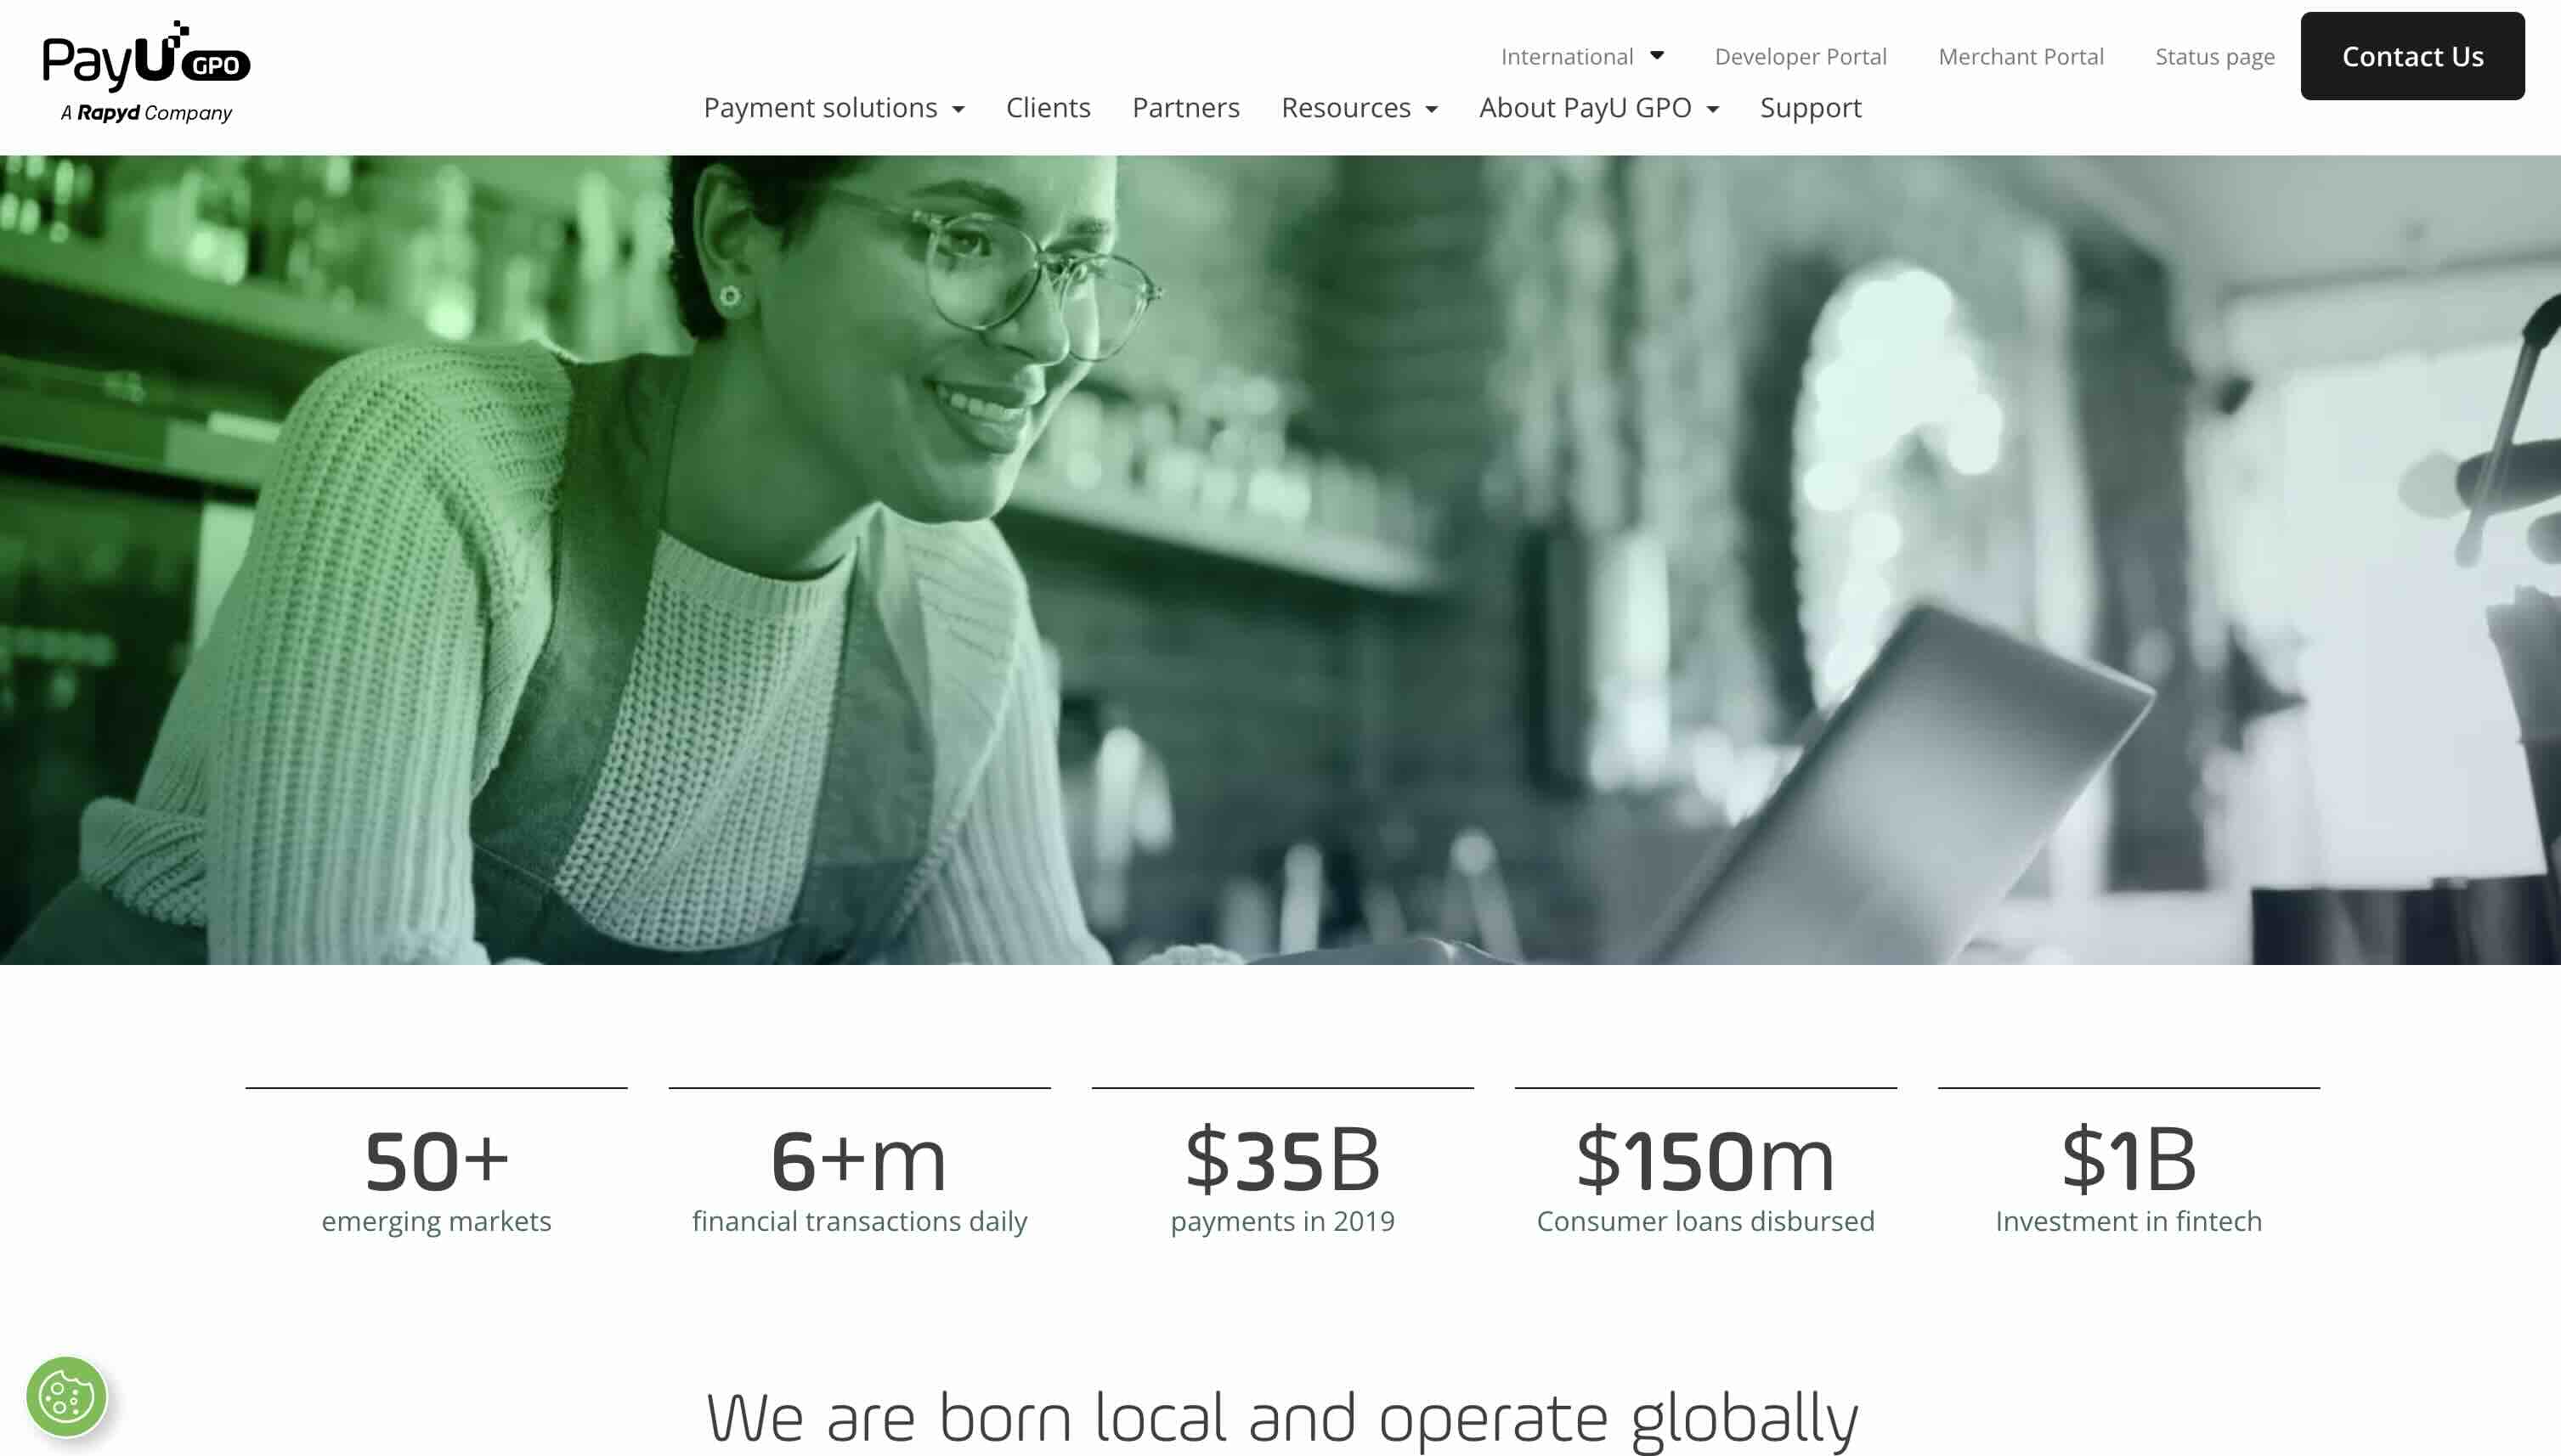 PayU GPO
A Rapyd Company
International
Developer Portal
Merchant Portal
Status page
Contact Us
Payment solutions
Clients
Partners
Resources
About PayU GPO
Support
50+
emerging markets
6+m
financial transactions daily
$35B
payments in 2019
$150m
Consumer loans disbursed
$1B
Investment in fintech
We are born local and operate globally